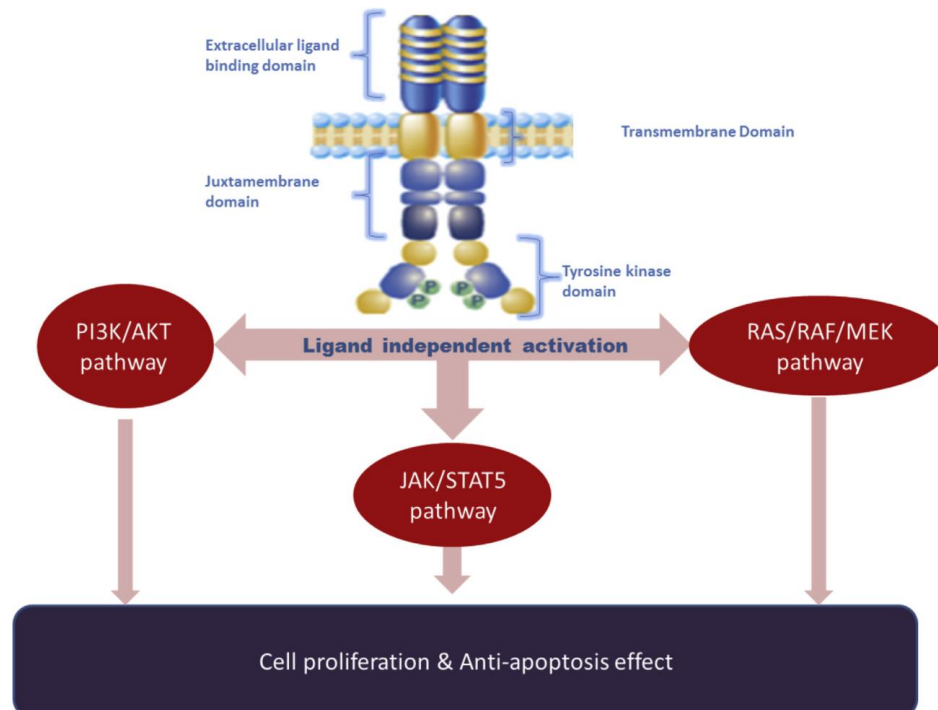 Extracellular ligand
binding domain
Transmembrane Domain
Juxtamembrane
domain
Tyrosine kinase
domain
P P
P P
PI3K/AKT
pathway
Ligand independent activation
RAS/RAF/MEK
pathway
JAK/STAT5
pathway
Cell proliferation & Anti-apoptosis effect